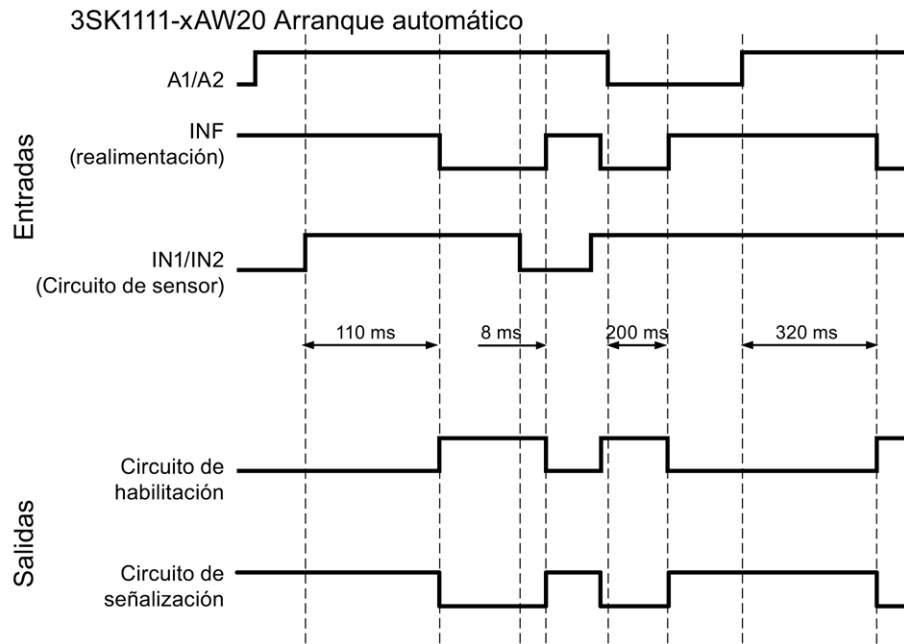 3SK1111-xAW20 Arranque automático
Entradas
A1/A2
INF
(realimentación)
IN1/IN2
(Circuito de sensor)
110 ms
8 ms
200 ms
320 ms
Salidas
Circuito de
habilitación
Circuito de
señalización